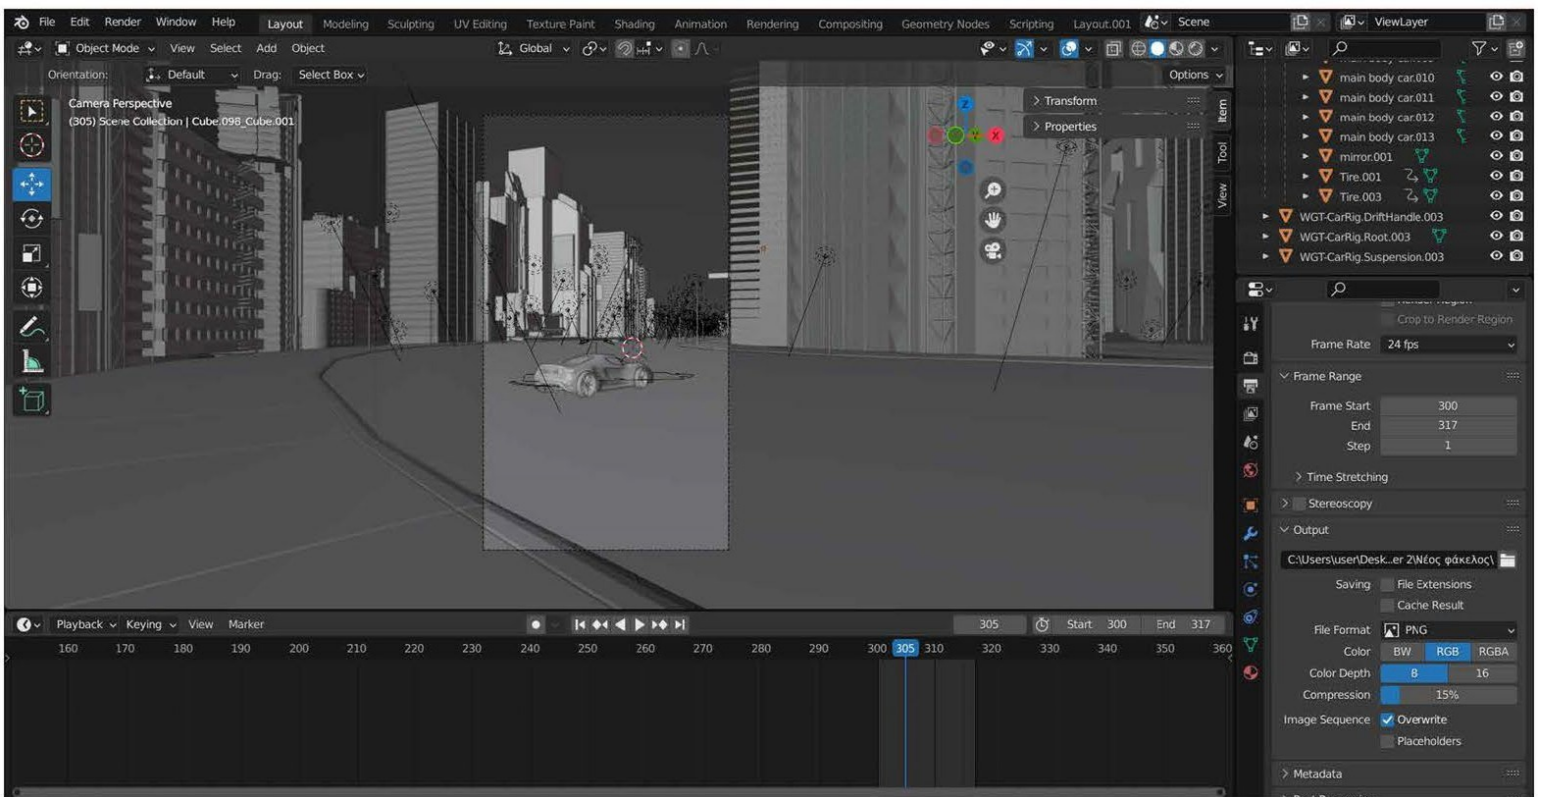 File Edit Render Window Help Layout Modeling Sculpting UV Editing Texture Paint Shading Animation Rendering Compositing Geometry Nodes Scripting Layout.001 Scene ViewLayer
Object Mode View Select Add Object Global
Orientation: Default Drag: Select Box Options
Camera Perspective
(305) Scene Collection | Cube.098_Cube.001
Z
X
Transform
Properties
Item
Tool
View
main body car.010
main body car.011
main body car.012
main body car.013
mirror.001
Tire.001
Tire.003
WGT-CarRig.DriftHandle.003
WGT-CarRig.Root.003
WGT-CarRig.Suspension.003
Render Region
Crop to Render Region
Frame Rate 24 fps
Frame Range
Frame Start 300
End 317
Step 1
Time Stretching
Stereoscopy
Output
C:\Users\user\Desk...er 2\Νέος φάκελος\
Saving File Extensions
Cache Result
File Format PNG
Color BW RGB RGBA
Color Depth 8 16
Compression 15%
Image Sequence Overwrite
Placeholders
Metadata
Playback Keying View Marker 305 Start 300 End 317
160 170 180 190 200 210 220 230 240 250 260 270 280 290 300 305 310 320 330 340 350 360